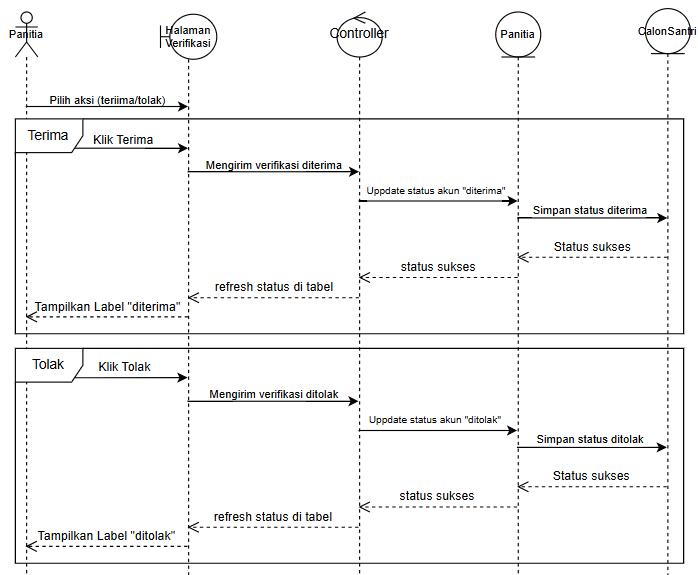 Panitia
Halaman
Verifikasi
Controller
Panitia
CalonSantri
Pilih aksi (teriima/tolak)
Terima
Klik Terima
Mengirim verifikasi diterima
Uppdate status akun "diterima"
Simpan status diterima
Status sukses
status sukses
refresh status di tabel
Tampilkan Label "diterima"
Tolak
Klik Tolak
Mengirim verifikasi ditolak
Uppdate status akun "ditolak"
Simpan status ditolak
Status sukses
status sukses
refresh status di tabel
Tampilkan Label "ditolak"